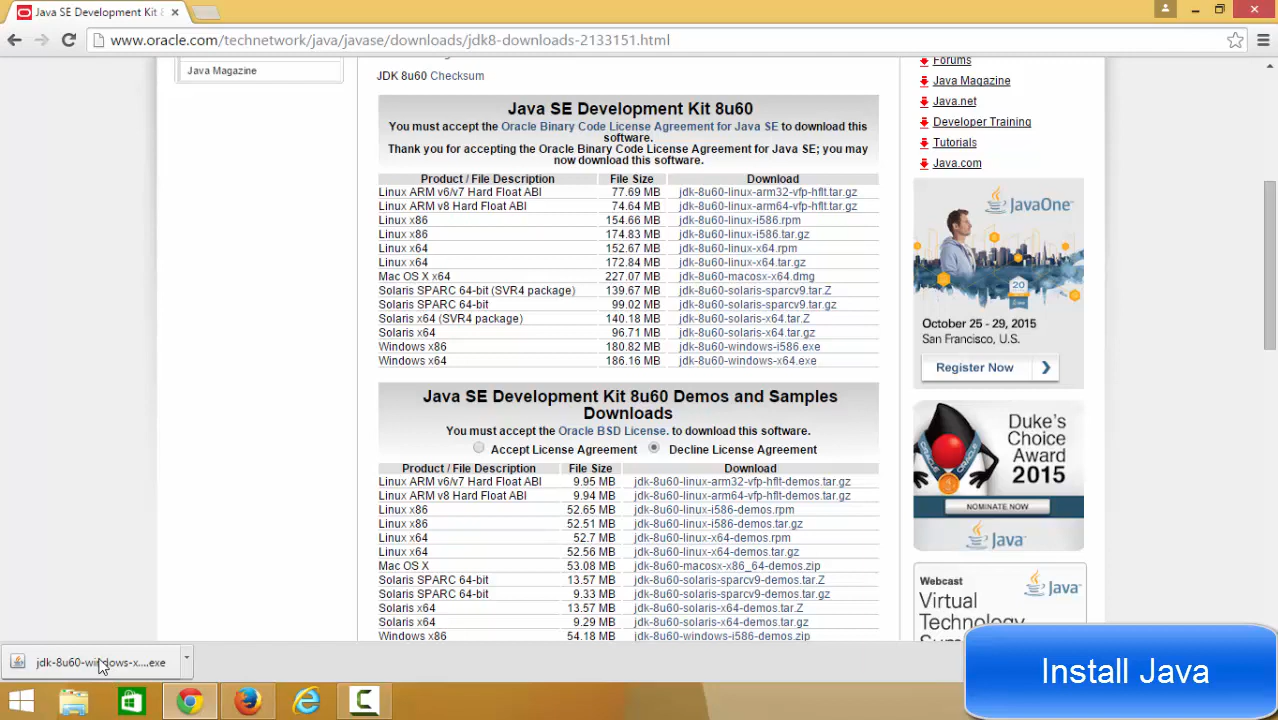 Java SE Development Kit 8
www.oracle.com/technetwork/java/javase/downloads/jdk8-downloads-2133151.html
Java Magazine
JDK 8u60 Checksum
Java SE Development Kit 8u60
You must accept the Oracle Binary Code License Agreement for Java SE to download this
software.
Thank you for accepting the Oracle Binary Code License Agreement for Java SE; you may
now download this software.
Product / File Description File Size Download
Linux ARM v6/v7 Hard Float ABI 77.69 MB jdk-8u60-linux-arm32-vfp-hflt.tar.gz
Linux ARM v8 Hard Float ABI 74.64 MB jdk-8u60-linux-arm64-vfp-hflt.tar.gz
Linux x86 154.66 MB jdk-8u60-linux-i586.rpm
Linux x86 174.83 MB jdk-8u60-linux-i586.tar.gz
Linux x64 152.67 MB jdk-8u60-linux-x64.rpm
Linux x64 172.84 MB jdk-8u60-linux-x64.tar.gz
Mac OS X x64 227.07 MB jdk-8u60-macosx-x64.dmg
Solaris SPARC 64-bit (SVR4 package) 139.67 MB jdk-8u60-solaris-sparcv9.tar.Z
Solaris SPARC 64-bit 99.02 MB jdk-8u60-solaris-sparcv9.tar.gz
Solaris x64 (SVR4 package) 140.18 MB jdk-8u60-solaris-x64.tar.Z
Solaris x64 96.71 MB jdk-8u60-solaris-x64.tar.gz
Windows x86 180.82 MB jdk-8u60-windows-i586.exe
Windows x64 186.16 MB jdk-8u60-windows-x64.exe
Java SE Development Kit 8u60 Demos and Samples
Downloads
You must accept the Oracle BSD License. to download this software.
Accept License Agreement Decline License Agreement
Product / File Description File Size Download
Linux ARM v6/v7 Hard Float ABI 9.95 MB jdk-8u60-linux-arm32-vfp-hflt-demos.tar.gz
Linux ARM v8 Hard Float ABI 9.94 MB jdk-8u60-linux-arm64-vfp-hflt-demos.tar.gz
Linux x86 52.65 MB jdk-8u60-linux-i586-demos.rpm
Linux x86 52.51 MB jdk-8u60-linux-i586-demos.tar.gz
Linux x64 52.7 MB jdk-8u60-linux-x64-demos.rpm
Linux x64 52.56 MB jdk-8u60-linux-x64-demos.tar.gz
Mac OS X 53.08 MB jdk-8u60-macosx-x86_64-demos.zip
Solaris SPARC 64-bit 13.57 MB jdk-8u60-solaris-sparcv9-demos.tar.Z
Solaris SPARC 64-bit 9.33 MB jdk-8u60-solaris-sparcv9-demos.tar.gz
Solaris x64 13.57 MB jdk-8u60-solaris-x64-demos.tar.Z
Solaris x64 9.29 MB jdk-8u60-solaris-x64-demos.tar.gz
Windows x86 54.18 MB jdk-8u60-windows-i586-demos.zip
Forums
Java Magazine
Java.net
Developer Training
Tutorials
Java.com
JavaOne
20
October 25 - 29, 2015
San Francisco, U.S.
Register Now
Duke's
Choice
Award
2015
NOMINATE NOW
Java
Webcast
Java
Virtual
Technology
jdk-8u60-windows-x....exe
Install Java